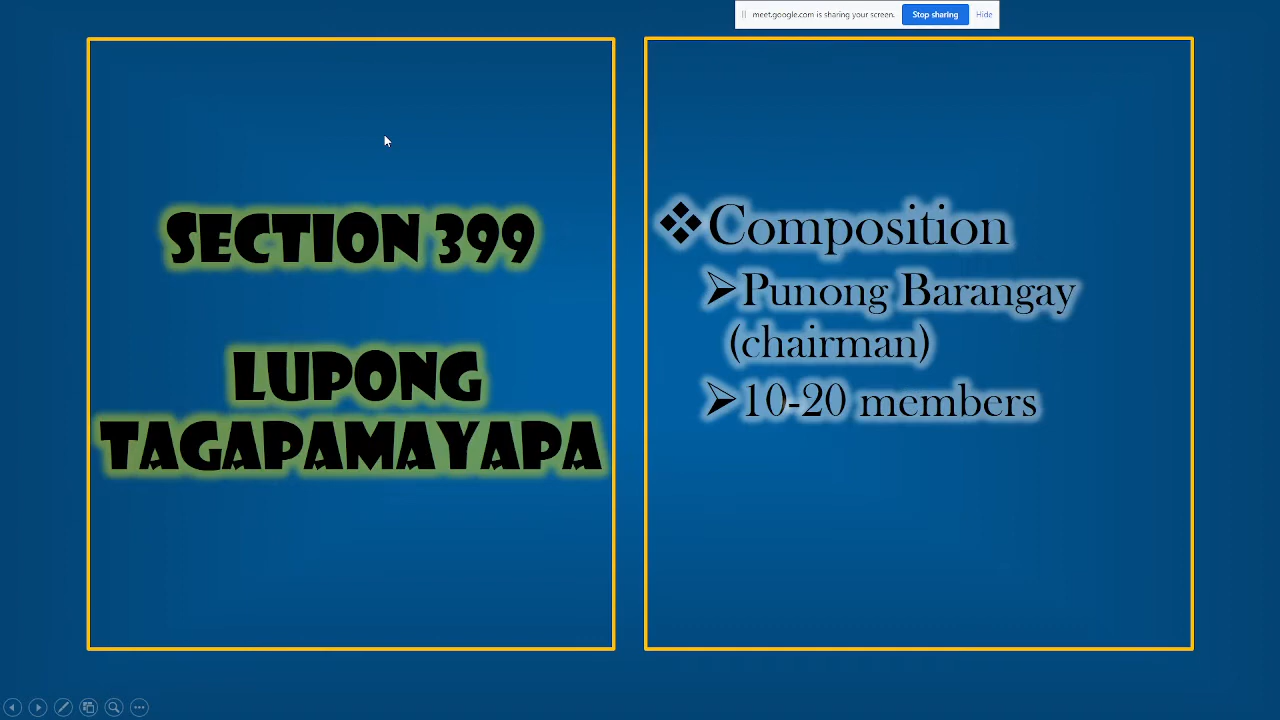 meet.google.com is sharing your screen.
Stop sharing
Hide
SECTION 399
LUPONG
TAGAPAMAYAPA
❖Composition
➢Punong Barangay
(chairman)
➢10-20 members